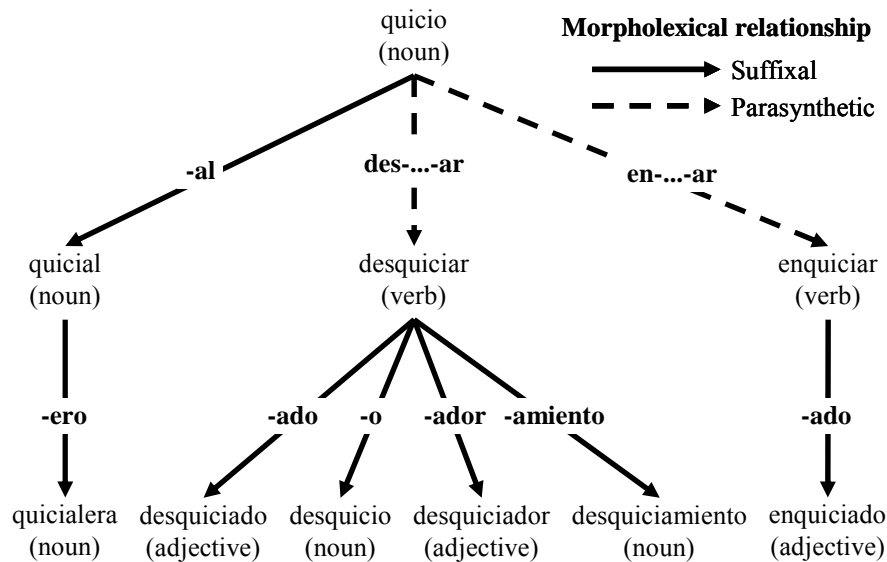 quicio
(noun)
Morpholexical relationship
Suffixal
Parasynthetic
-al
des-...-ar
en-...-ar
quicial
(noun)
desquiciar
(verb)
enquiciar
(verb)
-ero
-ado
-o
-ador
-amiento
-ado
quicialera
(noun)
desquiciado
(adjective)
desquicio
(noun)
desquiciador
(adjective)
desquiciamiento
(noun)
enquiciado
(adjective)